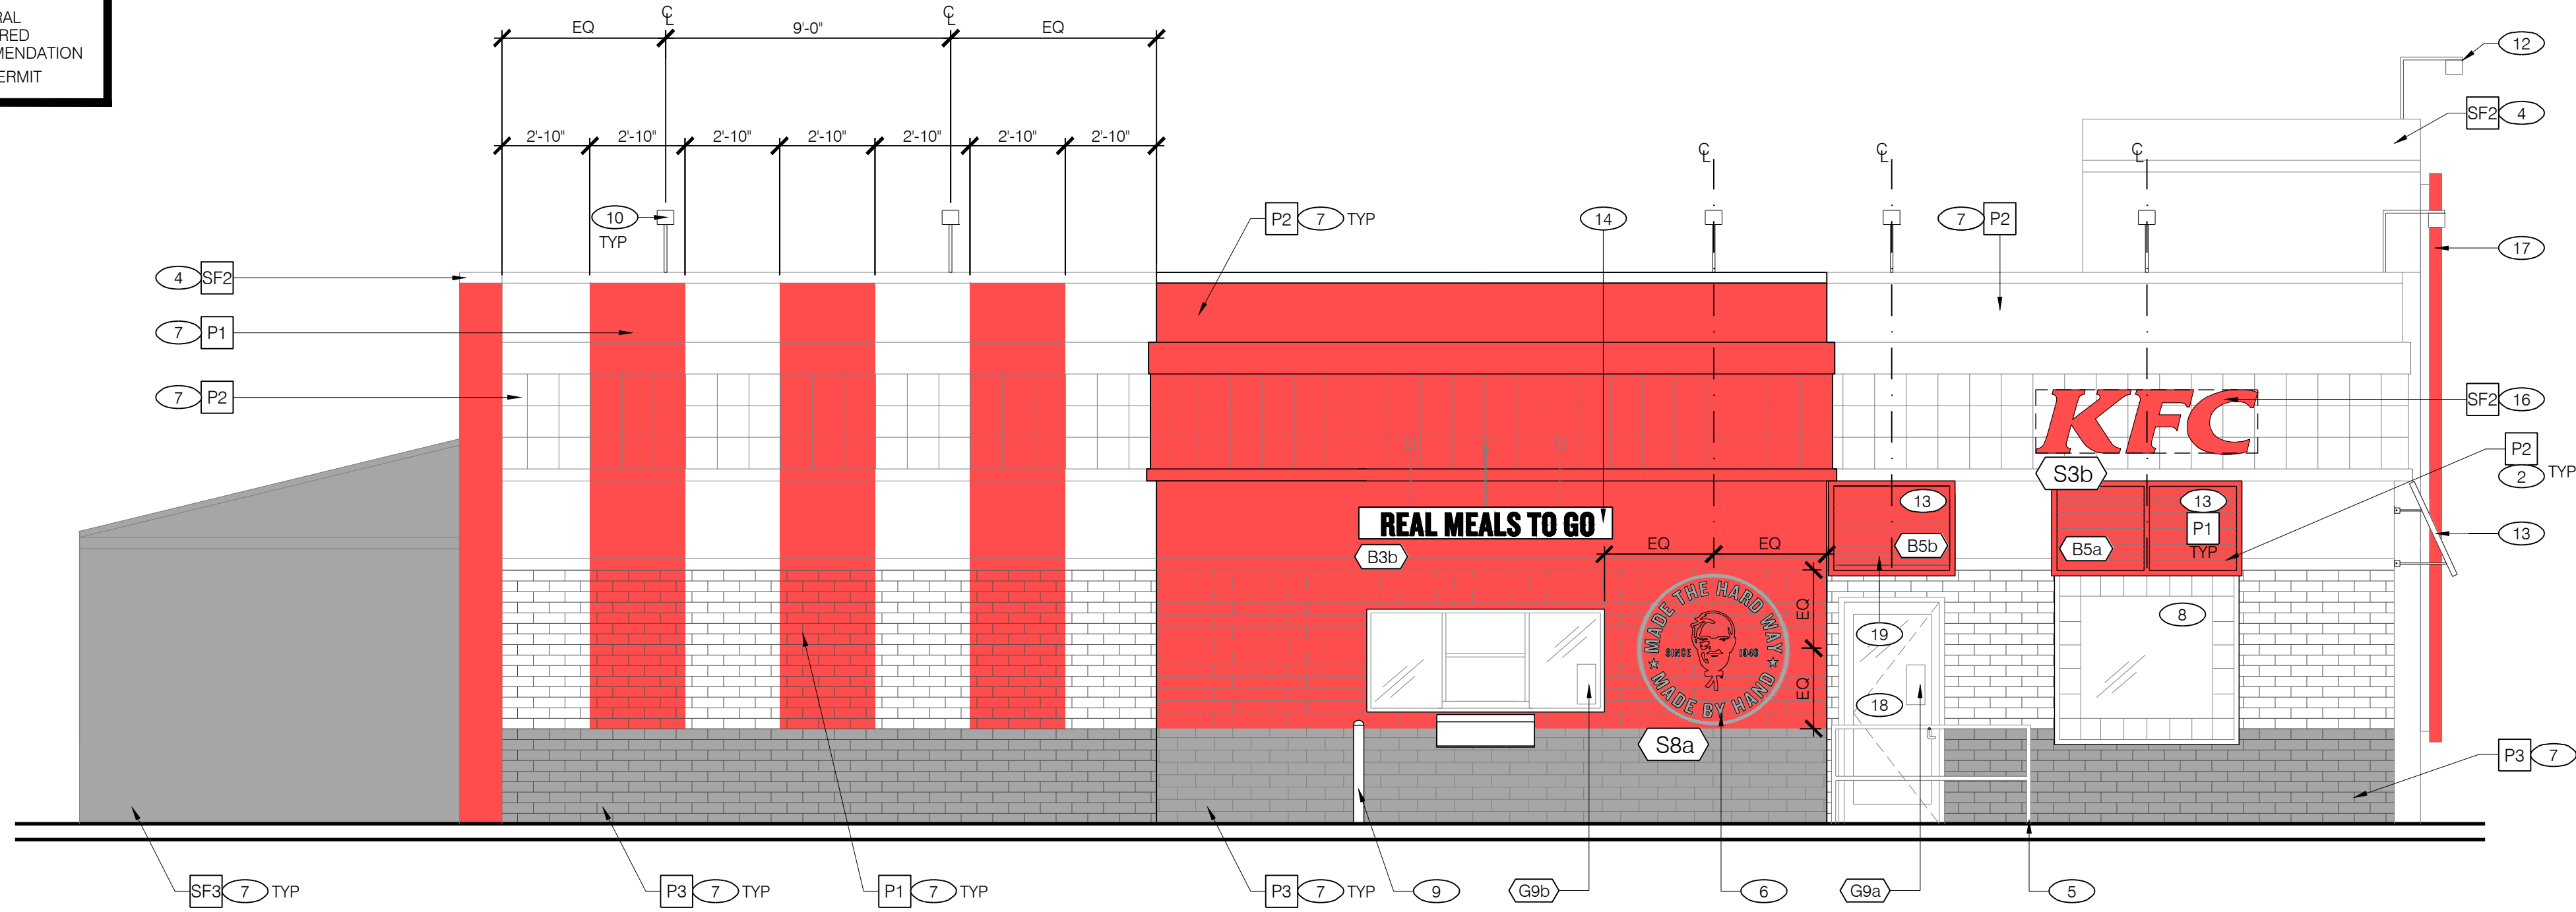 RAL
RED
MENDATION
ERMIT
EQ
℄
9'-0"
℄
EQ
2'-10"
2'-10"
2'-10"
2'-10"
2'-10"
2'-10"
2'-10"
12
SF2 4
℄
℄
℄
10
TYP
P2 7 TYP
14
7 P2
17
4 SF2
7 P1
7 P2
KFC
SF2 16
S3b
P2
2 TYP
REAL MEALS TO GO
B3b
EQ
EQ
13
B5b
B5a
13
P1
TYP
13
EQ
EQ
MADE THE HARD WAY
SINCE 1940
MADE BY HAND
19
18
8
S8a
P3 7
SF3 7 TYP
P3 7 TYP
P1 7 TYP
P3 7 TYP
9
G9b
6
G9a
5